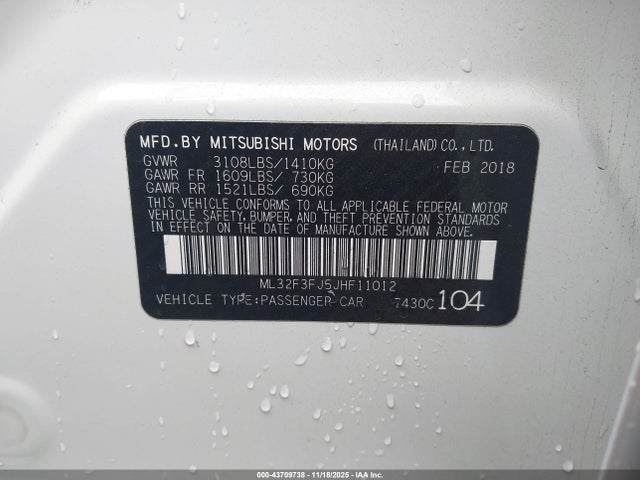 MFD.BY MITSUBISHI MOTORS (THAILAND) CO.,LTD.
GVWR 3108LBS/1410KG FEB 2018
GAWR FR 1609LBS/ 730KG
GAWR RR 1521LBS/ 690KG
THIS VEHICLE CONFORMS TO ALL APPLICABLE FEDERAL MOTOR
VEHICLE SAFETY, BUMPER, AND THEFT PREVENTION STANDARDS
IN EFFECT ON THE DATE OF MANUFACTURE SHOWN ABOVE.
ML32F3FJ5JHF11012
VEHICLE TYPE:PASSENGER CAR 7430C 104
000-43709738 - 11/18/2025 - IAA Inc.